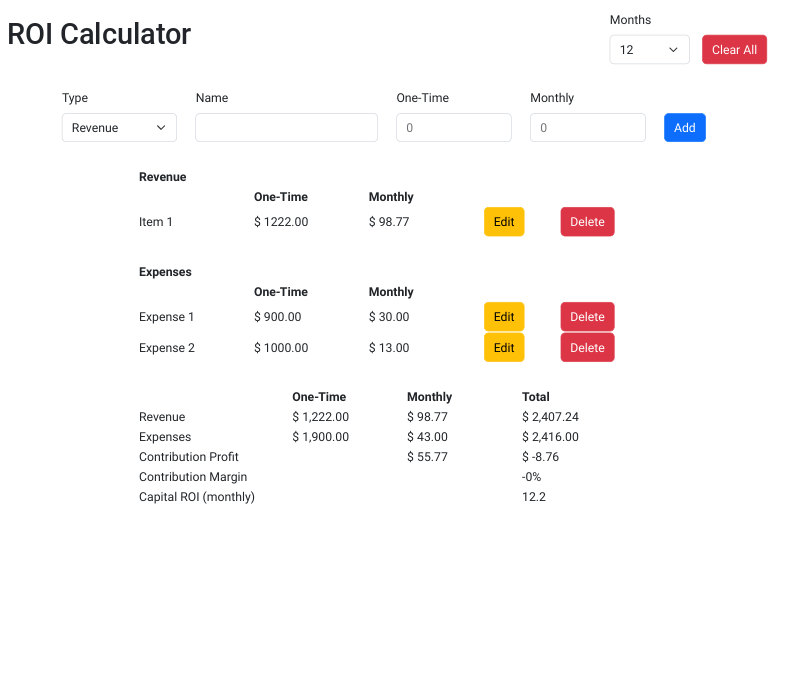 ROI Calculator
Months
12 Clear All
Type Name One-Time Monthly
Revenue 0 0 Add
Revenue
One-Time Monthly
Item 1 $ 1222.00 $ 98.77 Edit Delete
Expenses
One-Time Monthly
Expense 1 $ 900.00 $ 30.00 Edit Delete
Expense 2 $ 1000.00 $ 13.00 Edit Delete
One-Time Monthly Total
Revenue $ 1,222.00 $ 98.77 $ 2,407.24
Expenses $ 1,900.00 $ 43.00 $ 2,416.00
Contribution Profit $ 55.77 $ -8.76
Contribution Margin -0%
Capital ROI (monthly) 12.2